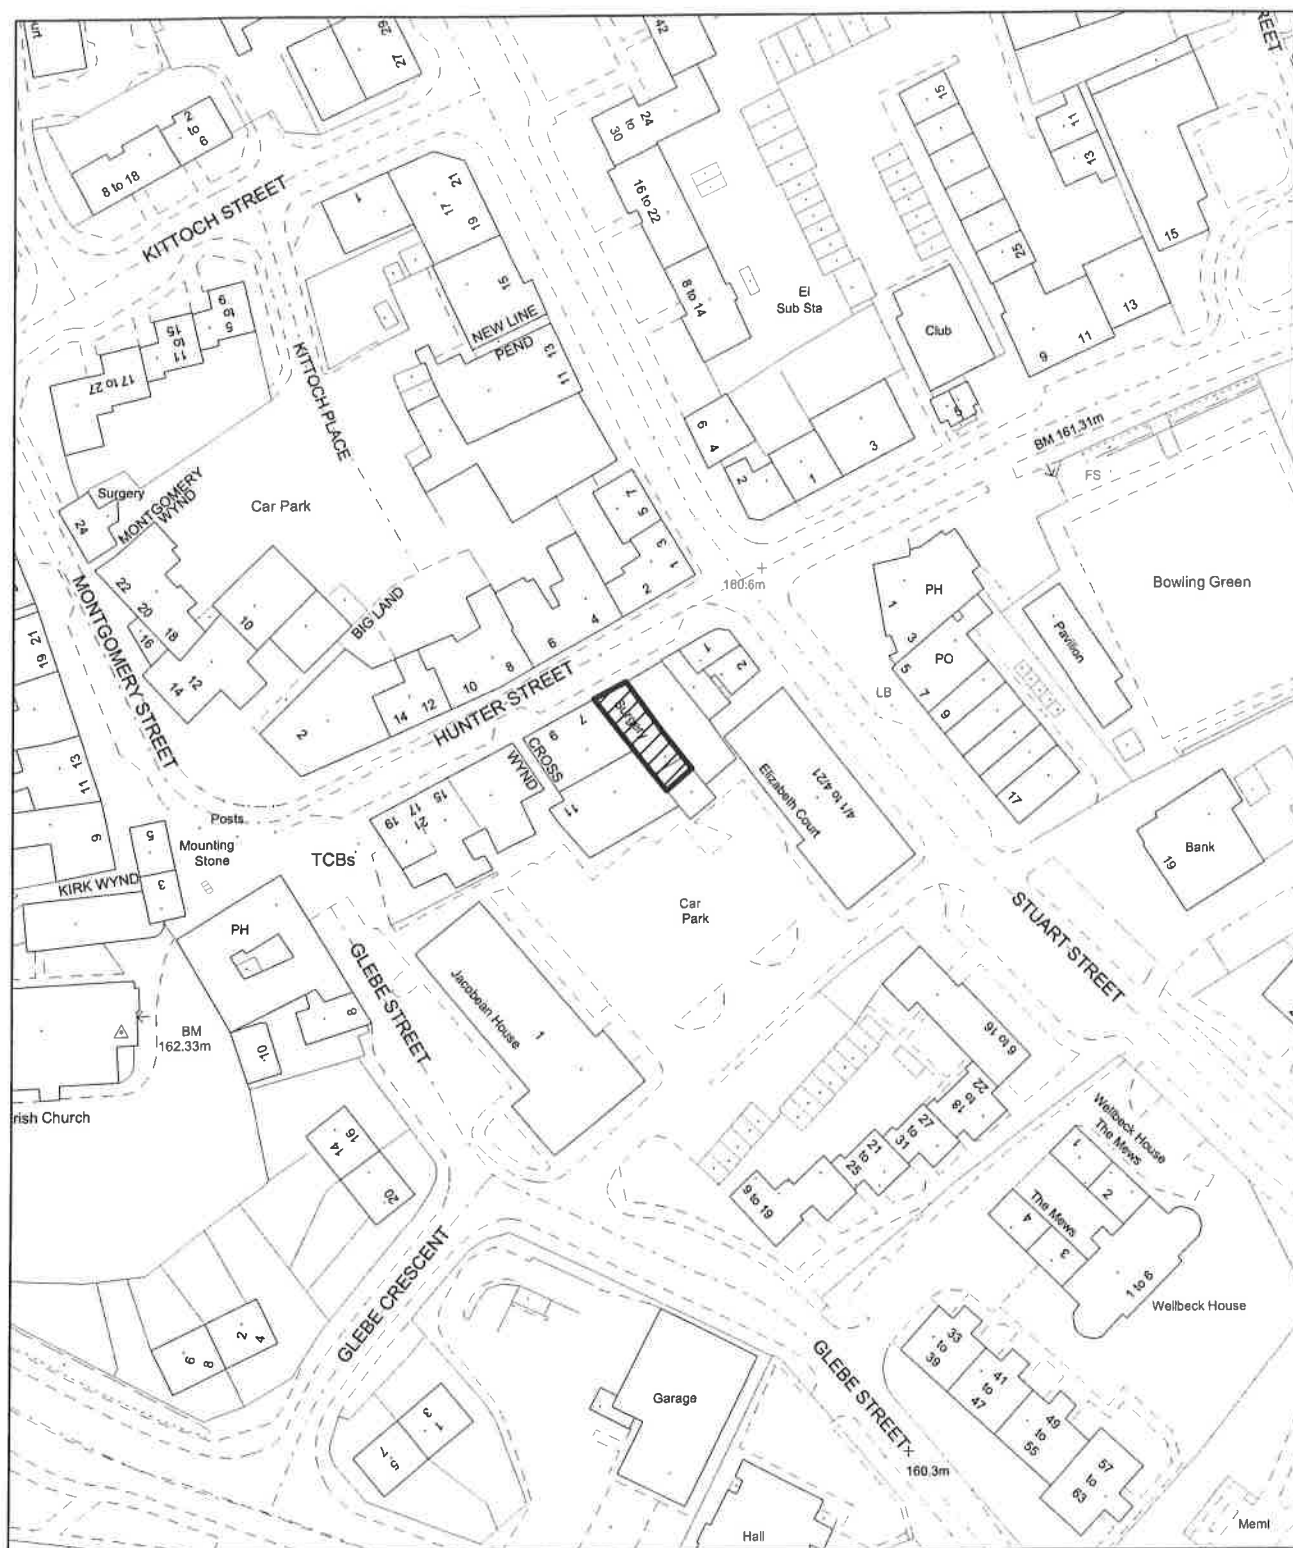 42
29
27
2
to
6
8 to 18
KITTOCH STREET
1
21
17
19
15
NEW LINE
PEND
13
11
24
to
30
16 to 22
8 to 14
El
Sub Sta
15
25
11
13
15
13
11
9
Club
5
3
1
2
6
4
BM 161.31m
FS
9
to
5
15
to
11
17 to 27
KITTOCH PLACE
Surgery
24
MONTGOMERY
WYND
Car Park
22
20
18
16
14
12
10
BIG LAND
MONTGOMERY STREET
7
5
3
1
2
4
6
8
10
12
14
2
HUNTER STREET
160.6m
PH
1
3
PO
5
7
9
17
LB
Pavilion
Bowling Green
19
Bank
1
2
Surgery
7
9
CROSS
WYND
11
15
17
21
19
Elizabeth Court
4/1 to 4/21
Car
Park
STUART STREET
19 21
11 13
9
5
3
KIRK WYND
Posts
Mounting
Stone
TCBs
PH
8
10
BM
162.33m
rish Church
GLEBE STREET
Jacobean House
1
14
16
20
GLEBE CRESCENT
2
4
6
8
3
1
5,7
9 to 16
22
to
18
27
to
31
21
to
25
9 to 19
Wellbeck House
The Mews
1
2
The Mews
4
3
1 to 6
Wellbeck House
33
to
39
41
to
47
49
to
55
57
to
63
GLEBE STREET
160.3m
Garage
Hall
Meml